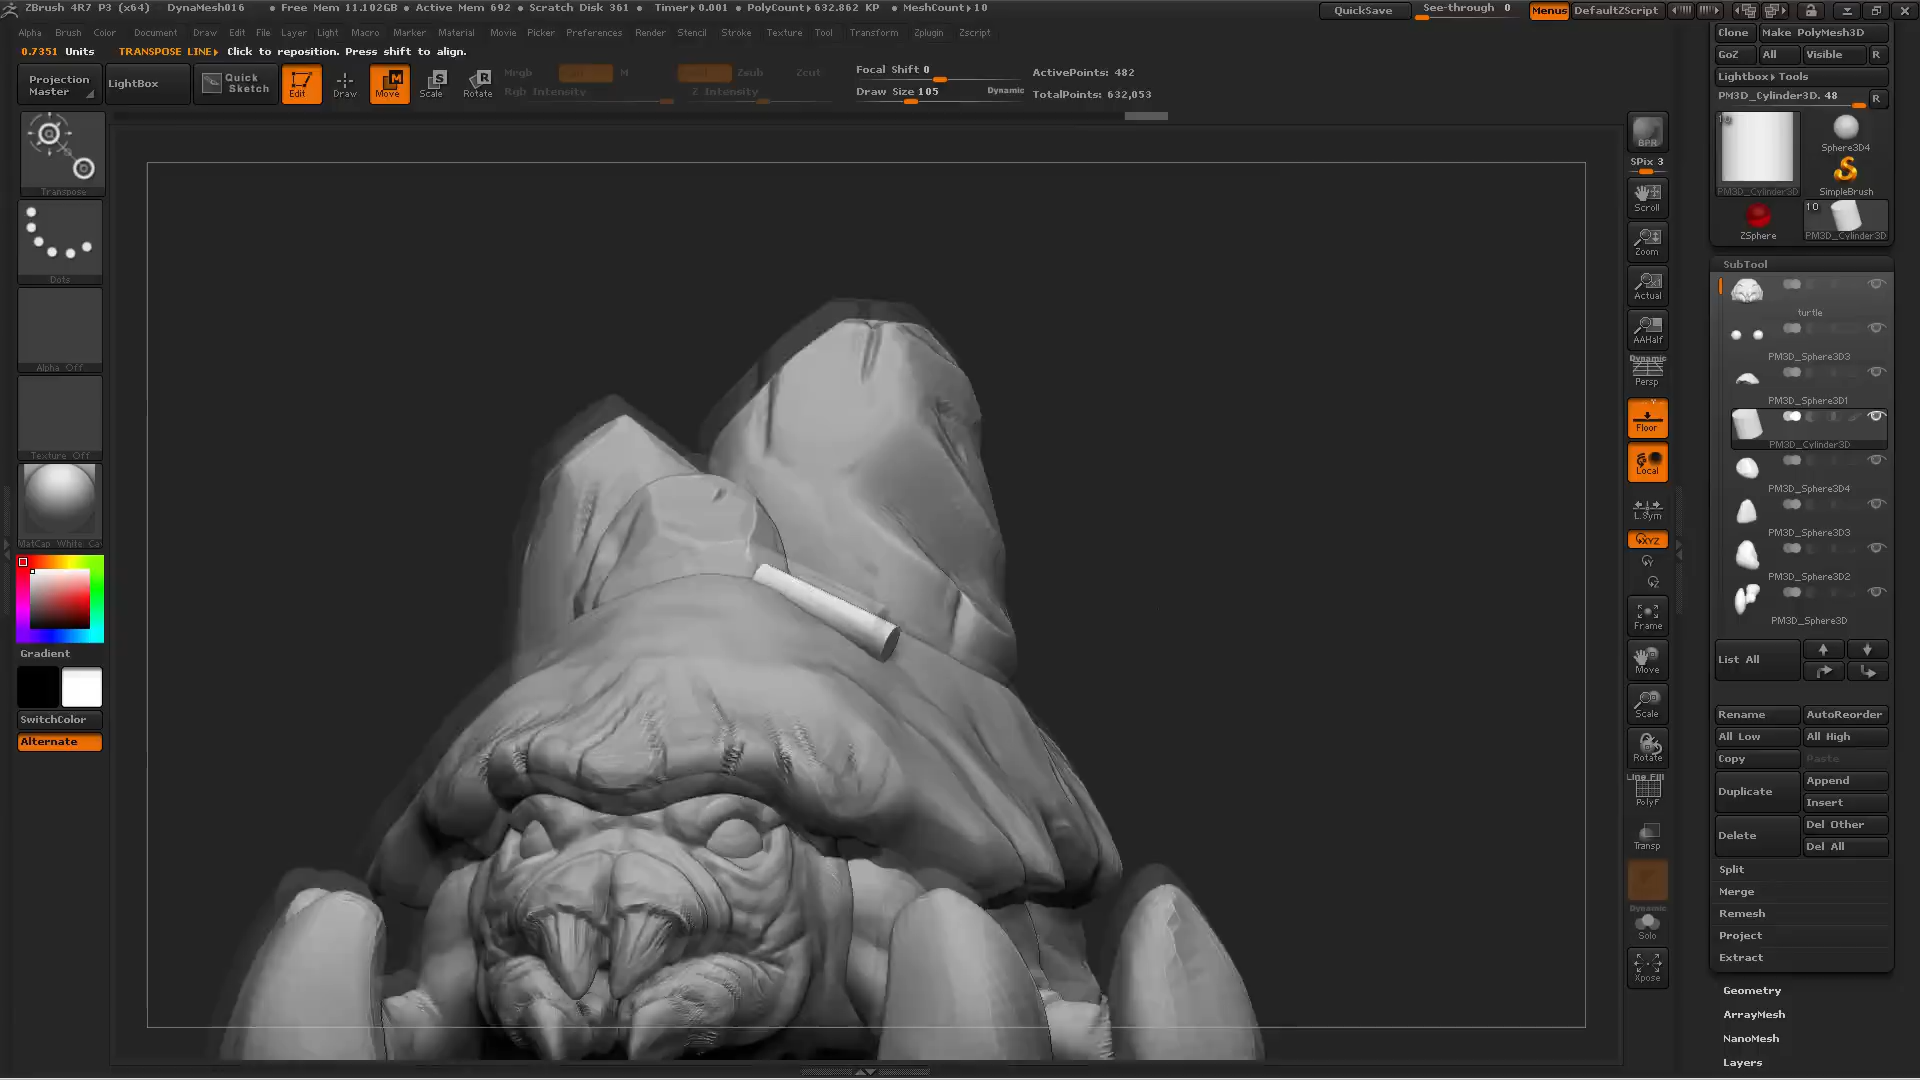 ZBrush 4R7 P3 (x64) DynaMesh016 • Free Mem 11.102GB • Active Mem 692 • Scratch Disk 361 • Timer▸0.001 • PolyCount▸632.862 KP • MeshCount▸10 QuickSave See-through 0 Menus DefaultZScript
Alpha Brush Color Document Draw Edit File Layer Light Macro Marker Material Movie Picker Preferences Render Stencil Stroke Texture Tool Transform Zplugin Zscript
0.7351 Units TRANSPOSE LINE▸ Click to reposition. Press shift to align.
Projection Master
LightBox
Quick Sketch
Edit
Draw
Move
Scale
Rotate
Mrgb M Zsub Zcut
Rgb Intensity Z Intensity
Focal Shift 0
Draw Size 105 Dynamic
ActivePoints: 482
TotalPoints: 632,053
Transpose
Dots
Alpha Off
Texture Off
MatCap White Ca
Gradient
SwitchColor
Alternate
BPR
SPix 3
Scroll
Zoom
Actual
AAHalf
Dynamic
Persp
Floor
Local
L.Sym
XYZ
Y
Z
Frame
Move
Scale
Rotate
Line Fill
PolyF
Transp
Dynamic
Solo
Xpose
Clone Make PolyMesh3D
GoZ All Visible R
Lightbox▸Tools
PM3D_Cylinder3D. 48 R
10
PM3D_Cylinder3D
Sphere3D4
SimpleBrush
ZSphere
10
PM3D_Cylinder3D
SubTool
turtle
PM3D_Sphere3D3
PM3D_Sphere3D1
PM3D_Cylinder3D
PM3D_Sphere3D4
PM3D_Sphere3D3
PM3D_Sphere3D2
PM3D_Sphere3D
List All
Rename AutoReorder
All Low All High
Copy Paste
Duplicate Append
Insert
Delete Del Other
Del All
Split
Merge
Remesh
Project
Extract
Geometry
ArrayMesh
NanoMesh
Layers